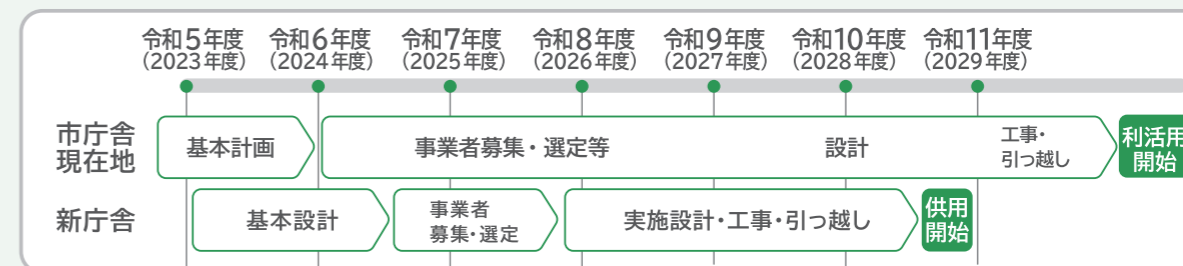 令和5年度 令和6年度 令和7年度 令和8年度 令和9年度 令和10年度 令和11年度
（2023年度） （2024年度） （2025年度） （2026年度） （2027年度） （2028年度） （2029年度）
市庁舎
現在地
基本計画
事業者募集・選定等
設計
工事・
引っ越し
利活用
開始
新庁舎
基本設計
事業者
募集・選定
実施設計・工事・引っ越し
供用
開始